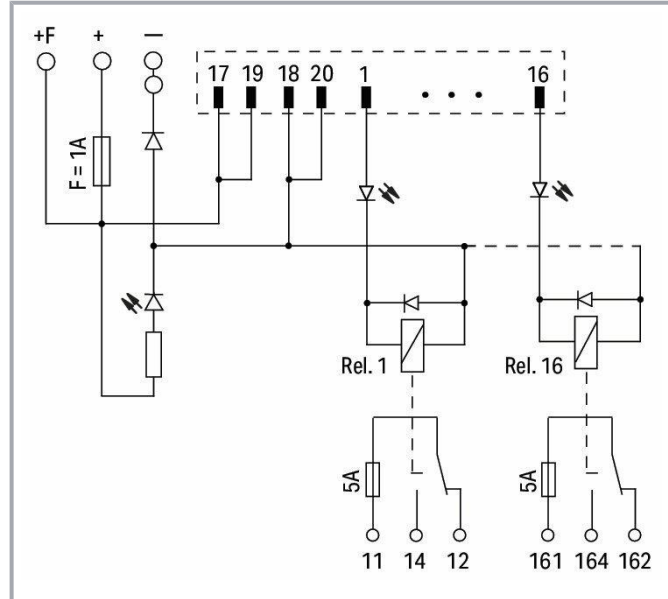 +F + —
17 19 18 20 1 • • • 16
F = 1A
Rel. 1 Rel. 16
5A 5A
11 14 12 161 164 162